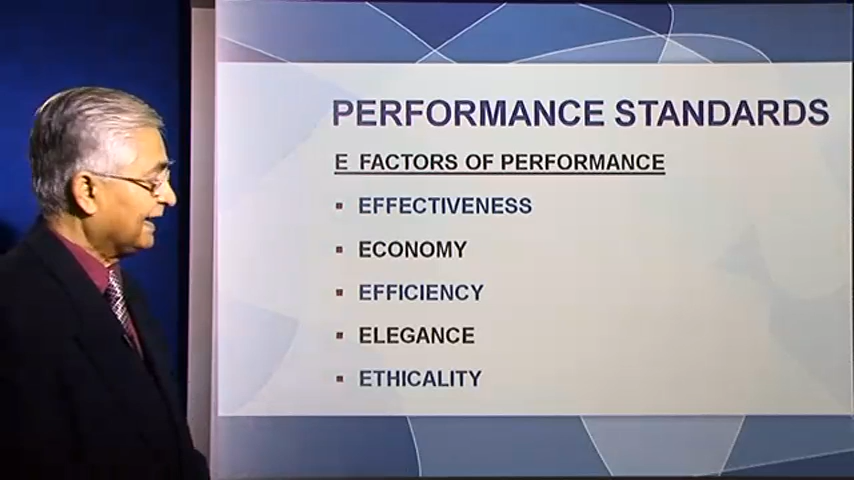 PERFORMANCE STANDARDS
E FACTORS OF PERFORMANCE
▪ EFFECTIVENESS
▪ ECONOMY
▪ EFFICIENCY
▪ ELEGANCE
▪ ETHICALITY